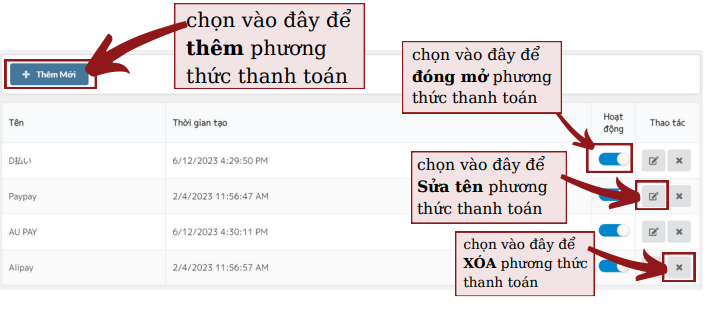 chọn vào đây để
thêm phương
thức thanh toán
chọn vào đây để
đóng mở phương
thức thanh toán
+ Thêm Mới
Tên Thời gian tạo Hoạt động Thao tác
D払い 6/12/2023 4:29:50 PM
chọn vào đây để
Sửa tên phương
thức thanh toán
Paypay 2/4/2023 11:56:47 AM
AU PAY 6/12/2023 4:30:11 PM
chọn vào đây để
XÓA phương thức
thanh toán
Alipay 2/4/2023 11:56:57 AM